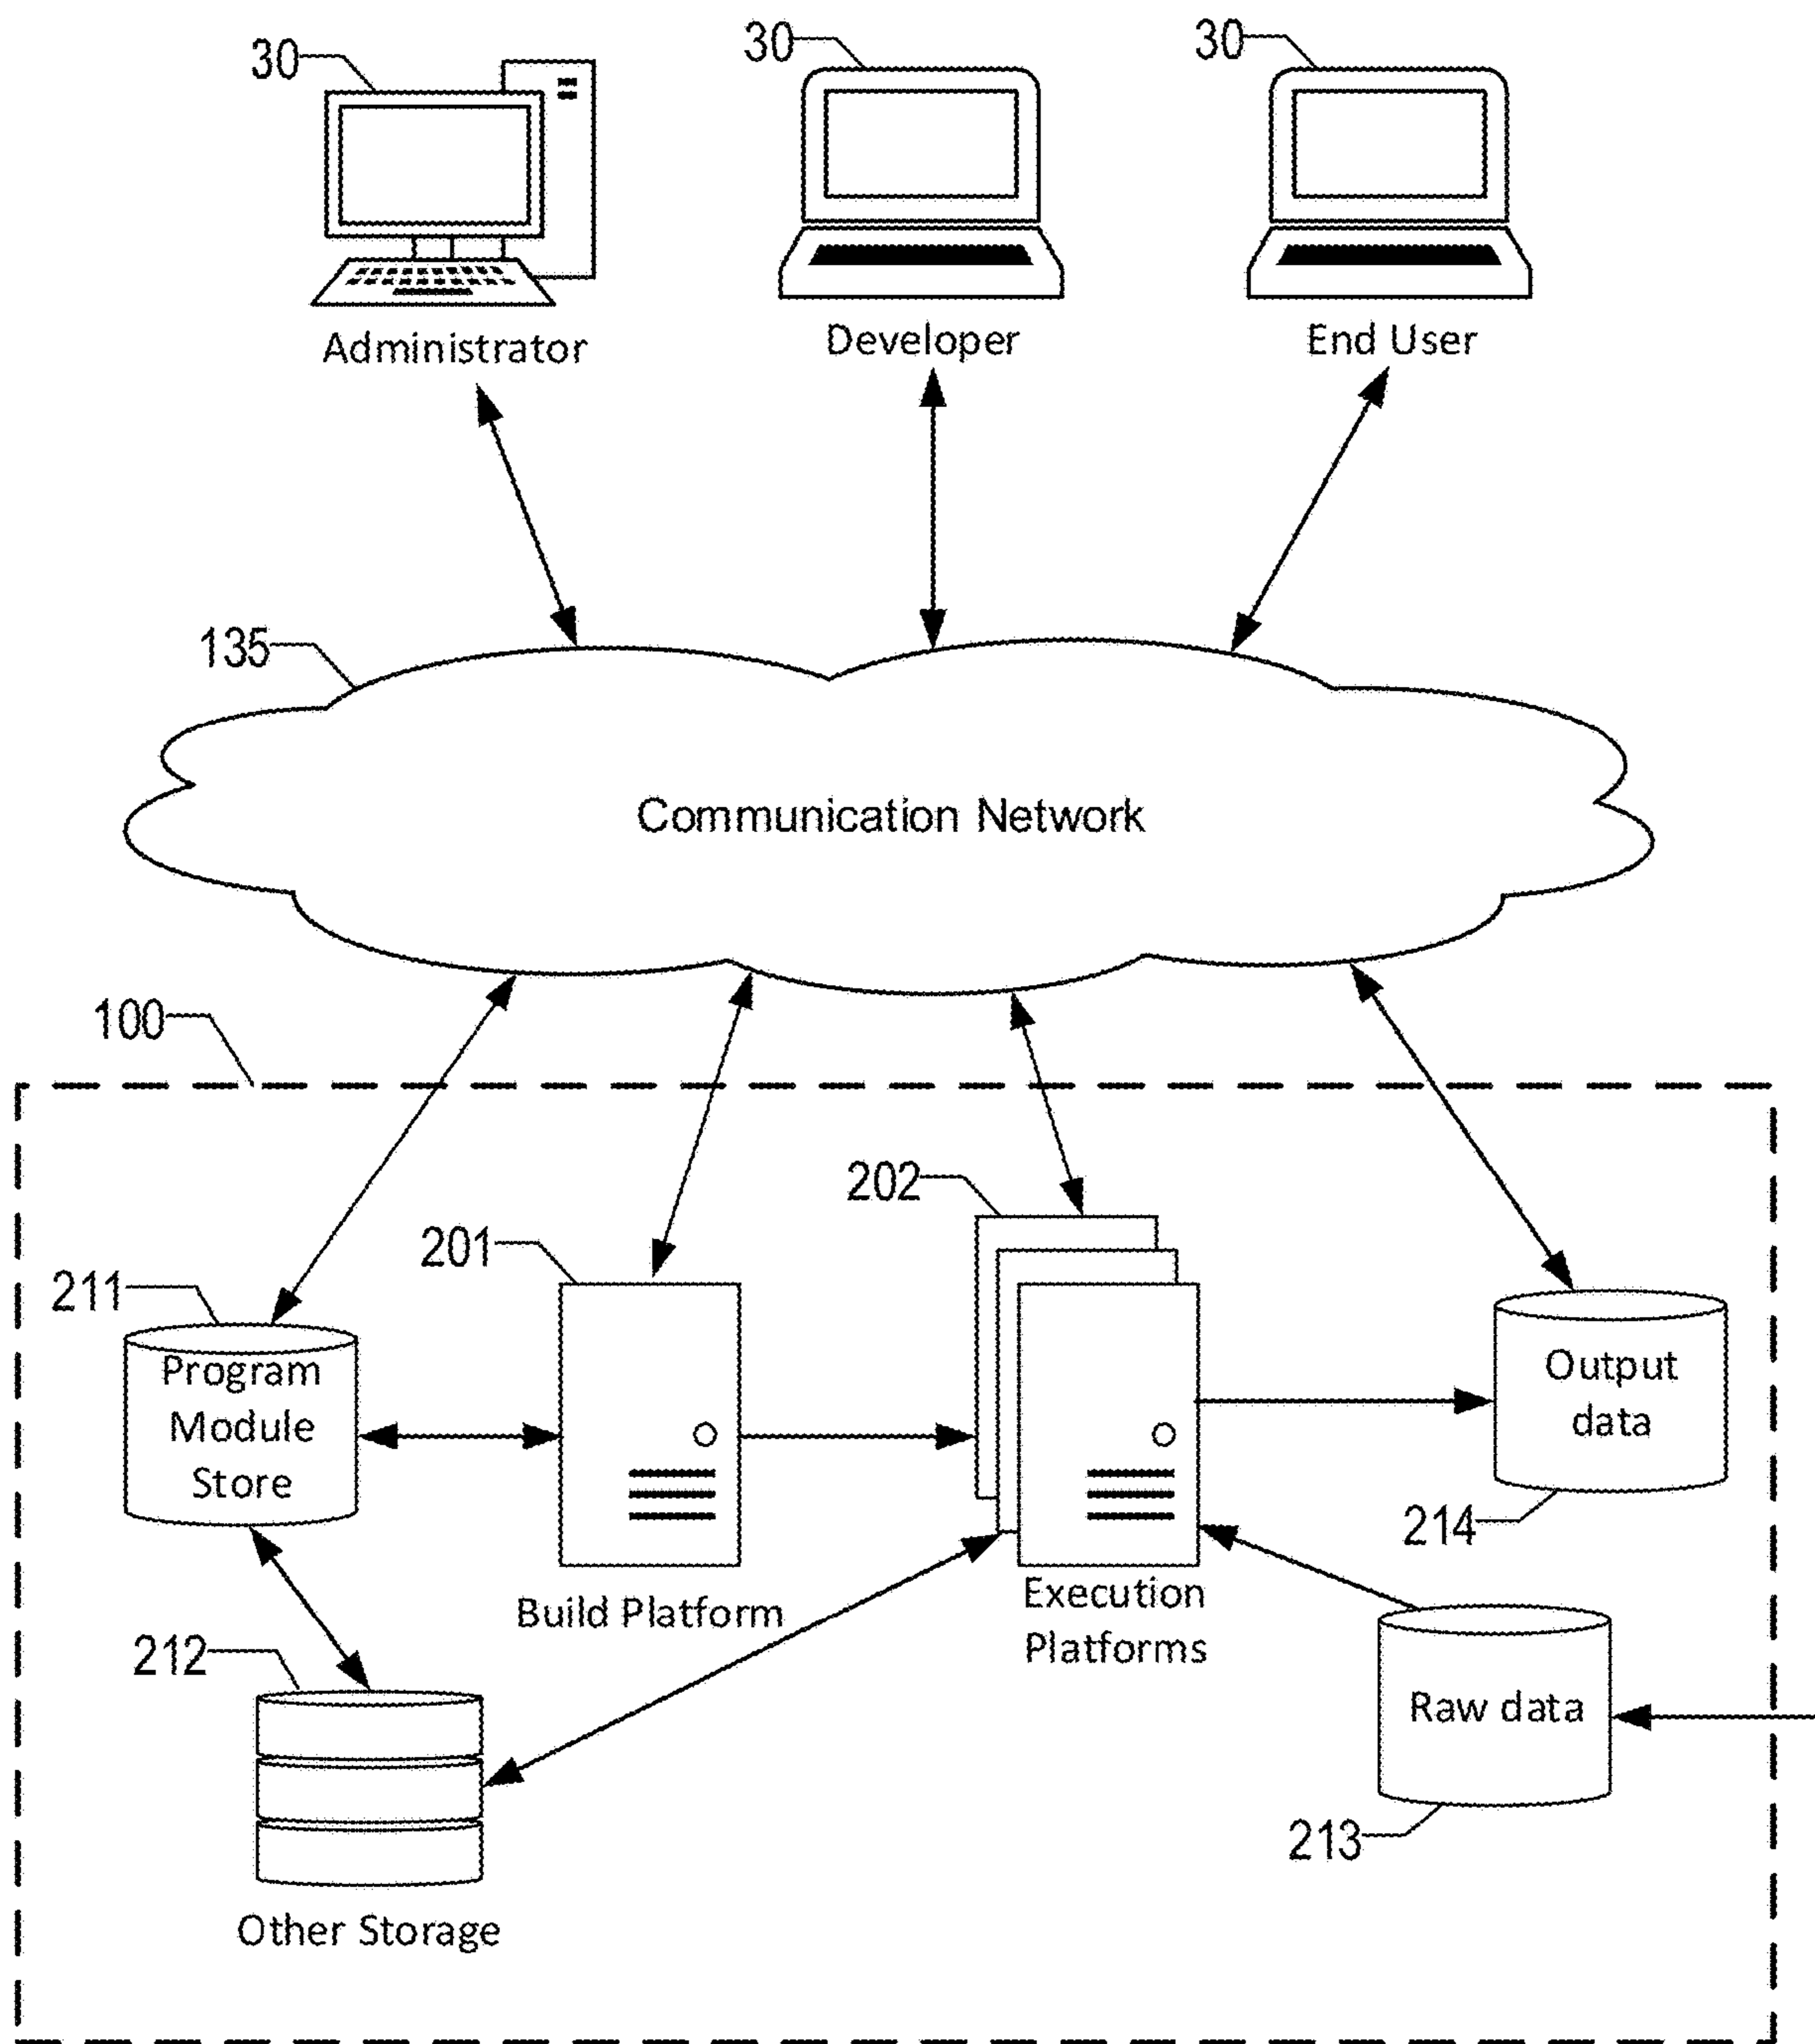 30
30
30
Administrator
Developer
End User
135
Communication Network
100
202
201
211
Program
Module
Store
Output
data
214
Build Platform
Execution
Platforms
212
Raw data
213
Other Storage